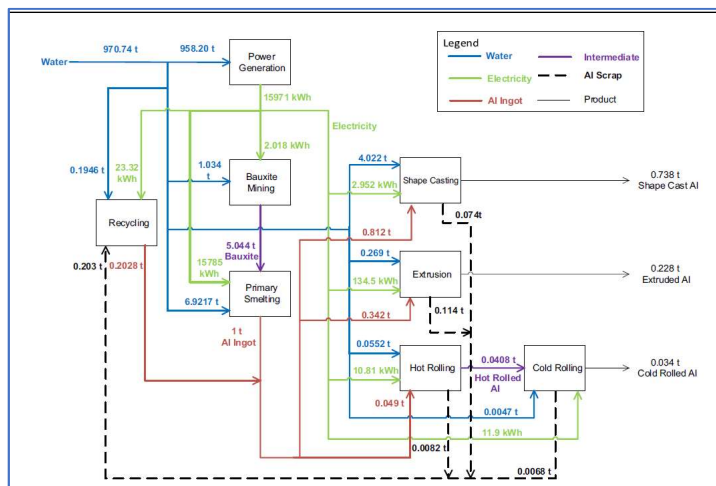 970.74 t
958.20 t
Water
Power
Generation
Legend
Water
Intermediate
Electricity
Al Scrap
Al Ingot
Product
15971 kWh
Electricity
2.018 kWh
0.1946 t
23.32
kWh
1.034
t
Bauxite
Mining
4.022 t
2.952 kWh
Shape Casting
0.738 t
Shape Cast Al
0.074t
Recycling
0.812 t
5.044 t
Bauxite
0.203 t
0.2028 t
15785
kWh
Primary
Smelting
6.9217 t
0.269 t
134.5 kWh
Extrusion
0.228 t
Extruded Al
0.342 t
0.114 t
1 t
Al Ingot
0.0552 t
10.81 kWh
Hot Rolling
0.0408 t
Hot Rolled
Al
Cold Rolling
0.034 t
Cold Rolled Al
0.049 t
0.0047 t
11.9 kWh
0.0082 t
0.0068 t